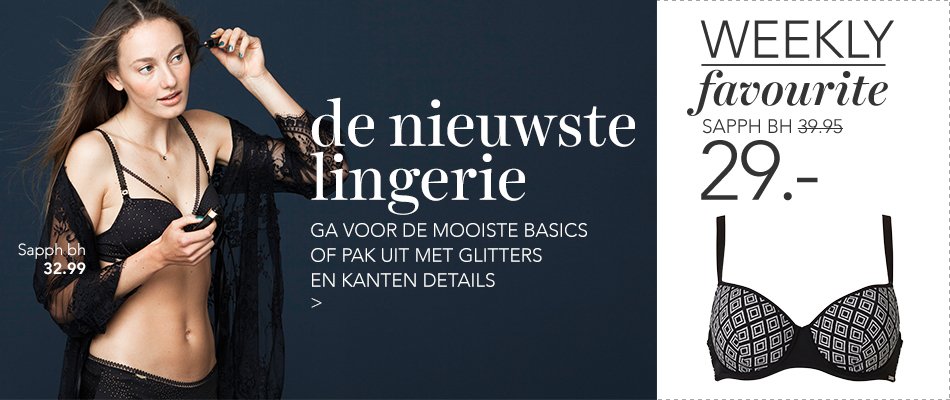 de nieuwste
lingerie
GA VOOR DE MOOISTE BASICS
OF PAK UIT MET GLITTERS
EN KANTEN DETAILS
>
Sapph bh
32.99
WEEKLY
favourite
SAPPH BH 39.95
29.-